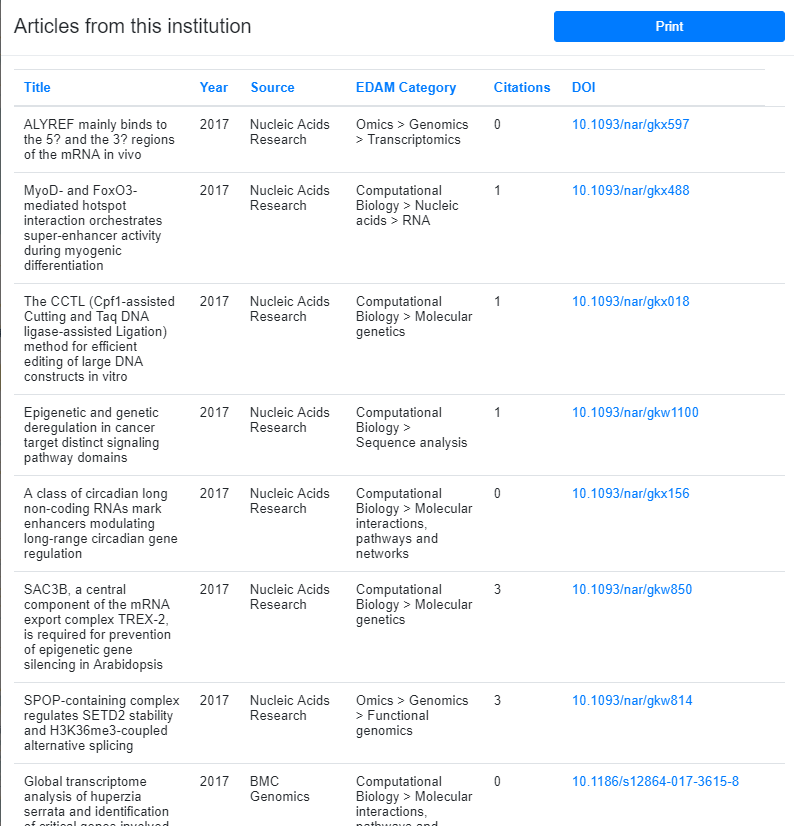 Articles from this institution
Print
Title Year Source EDAM Category Citations DOI
ALYREF mainly binds to the 5? and the 3? regions of the mRNA in vivo 2017 Nucleic Acids Research Omics > Genomics > Transcriptomics 0 10.1093/nar/gkx597
MyoD- and FoxO3-mediated hotspot interaction orchestrates super-enhancer activity during myogenic differentiation 2017 Nucleic Acids Research Computational Biology > Nucleic acids > RNA 1 10.1093/nar/gkx488
The CCTL (Cpf1-assisted Cutting and Taq DNA ligase-assisted Ligation) method for efficient editing of large DNA constructs in vitro 2017 Nucleic Acids Research Computational Biology > Molecular genetics 1 10.1093/nar/gkx018
Epigenetic and genetic deregulation in cancer target distinct signaling pathway domains 2017 Nucleic Acids Research Computational Biology > Sequence analysis 1 10.1093/nar/gkw1100
A class of circadian long non-coding RNAs mark enhancers modulating long-range circadian gene regulation 2017 Nucleic Acids Research Computational Biology > Molecular interactions, pathways and networks 0 10.1093/nar/gkx156
SAC3B, a central component of the mRNA export complex TREX-2, is required for prevention of epigenetic gene silencing in Arabidopsis 2017 Nucleic Acids Research Computational Biology > Molecular genetics 3 10.1093/nar/gkw850
SPOP-containing complex regulates SETD2 stability and H3K36me3-coupled alternative splicing 2017 Nucleic Acids Research Omics > Genomics > Functional genomics 3 10.1093/nar/gkw814
Global transcriptome analysis of huperzia serrata and identification of critical genes involved 2017 BMC Genomics Computational Biology > Molecular interactions, pathways and 0 10.1186/s12864-017-3615-8